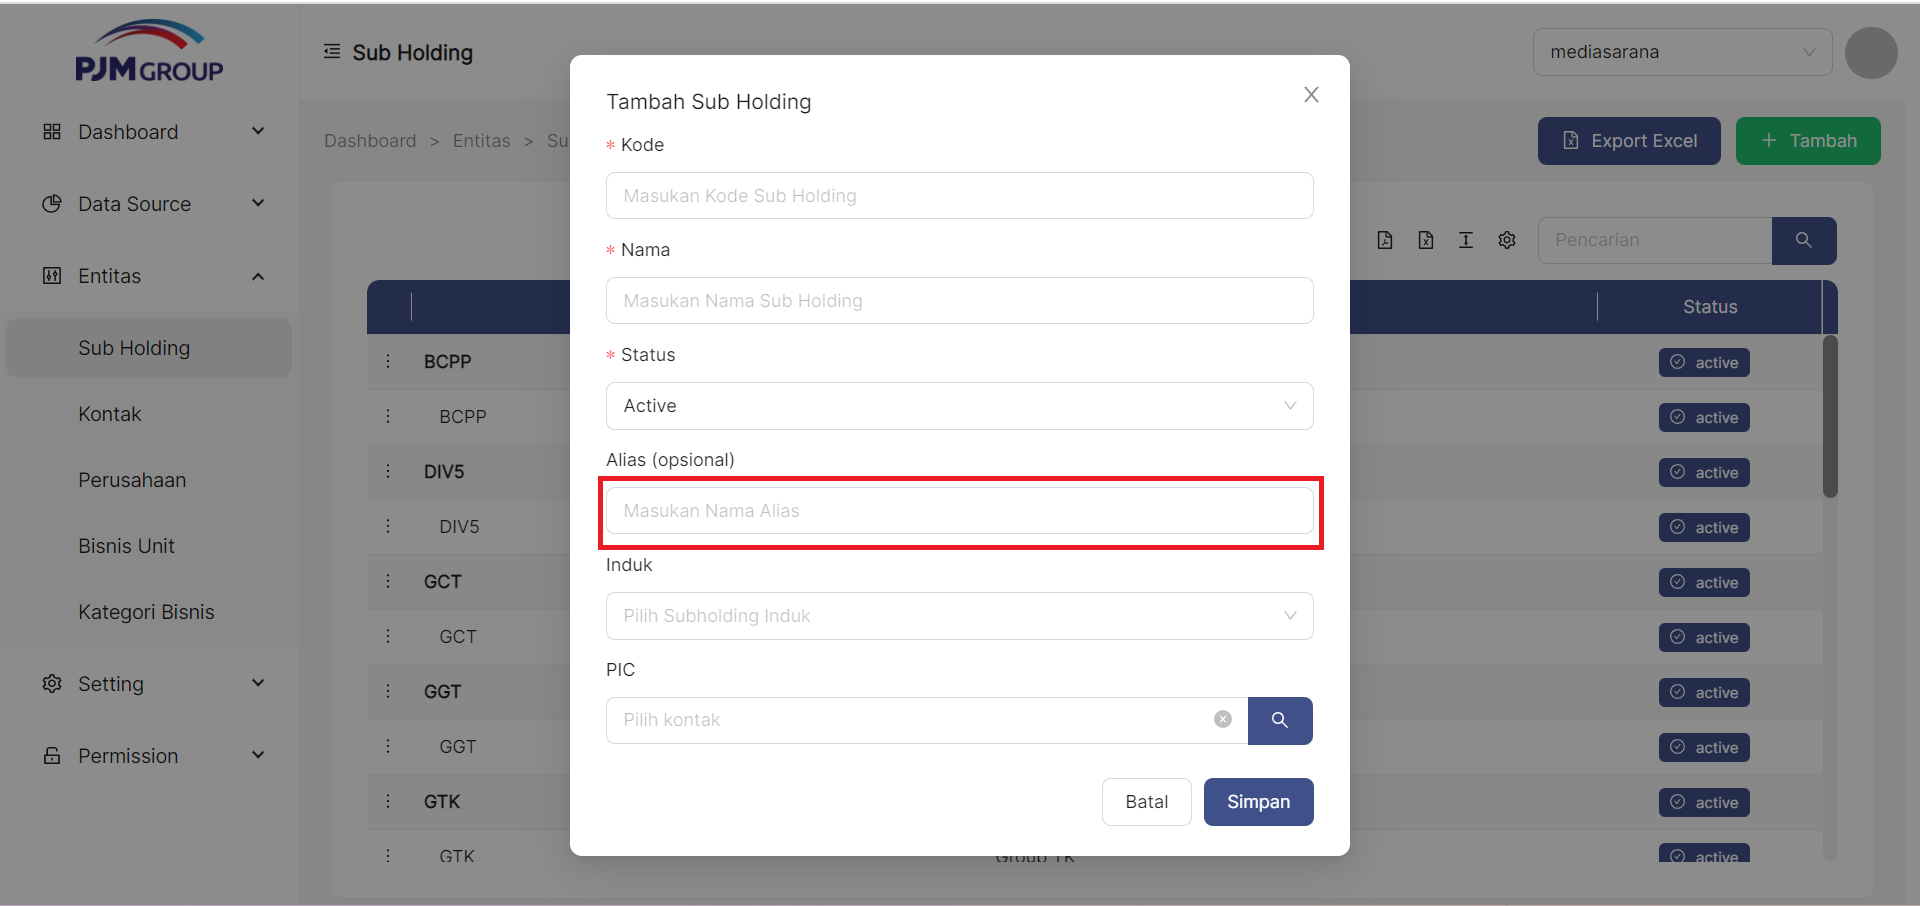 PJM GROUP
Dashboard
Data Source
Entitas
Sub Holding
Kontak
Perusahaan
Bisnis Unit
Kategori Bisnis
Setting
Permission
Sub Holding
mediasarana
Dashboard > Entitas > Su
Export Excel
+ Tambah
Pencarian
Status
BCPP active
BCPP active
DIV5 active
DIV5 active
GCT active
GCT active
GGT active
GGT active
GTK active
GTK Group TK active
Tambah Sub Holding
* Kode
Masukan Kode Sub Holding
* Nama
Masukan Nama Sub Holding
* Status
Active
Alias (opsional)
Masukan Nama Alias
Induk
Pilih Subholding Induk
PIC
Pilih kontak
Batal
Simpan